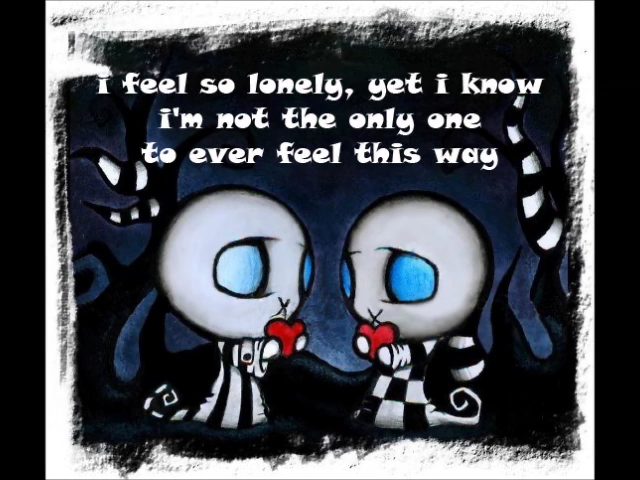 i feel so lonely, yet i know
i'm not the only one
to ever feel this way